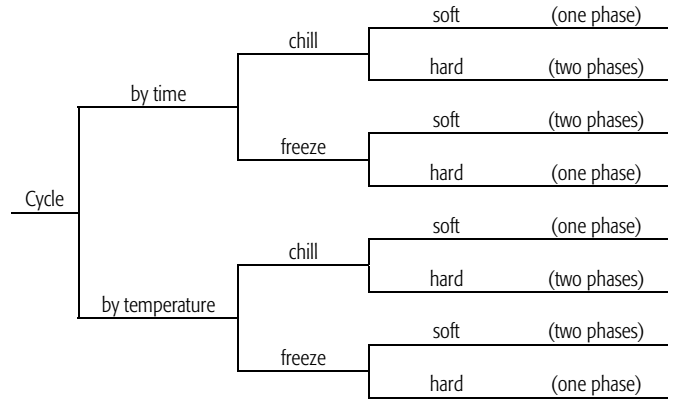 soft (one phase)
chill
hard (two phases)
by time
soft (two phases)
freeze
hard (one phase)
Cycle
soft (one phase)
chill
hard (two phases)
by temperature
soft (two phases)
freeze
hard (one phase)